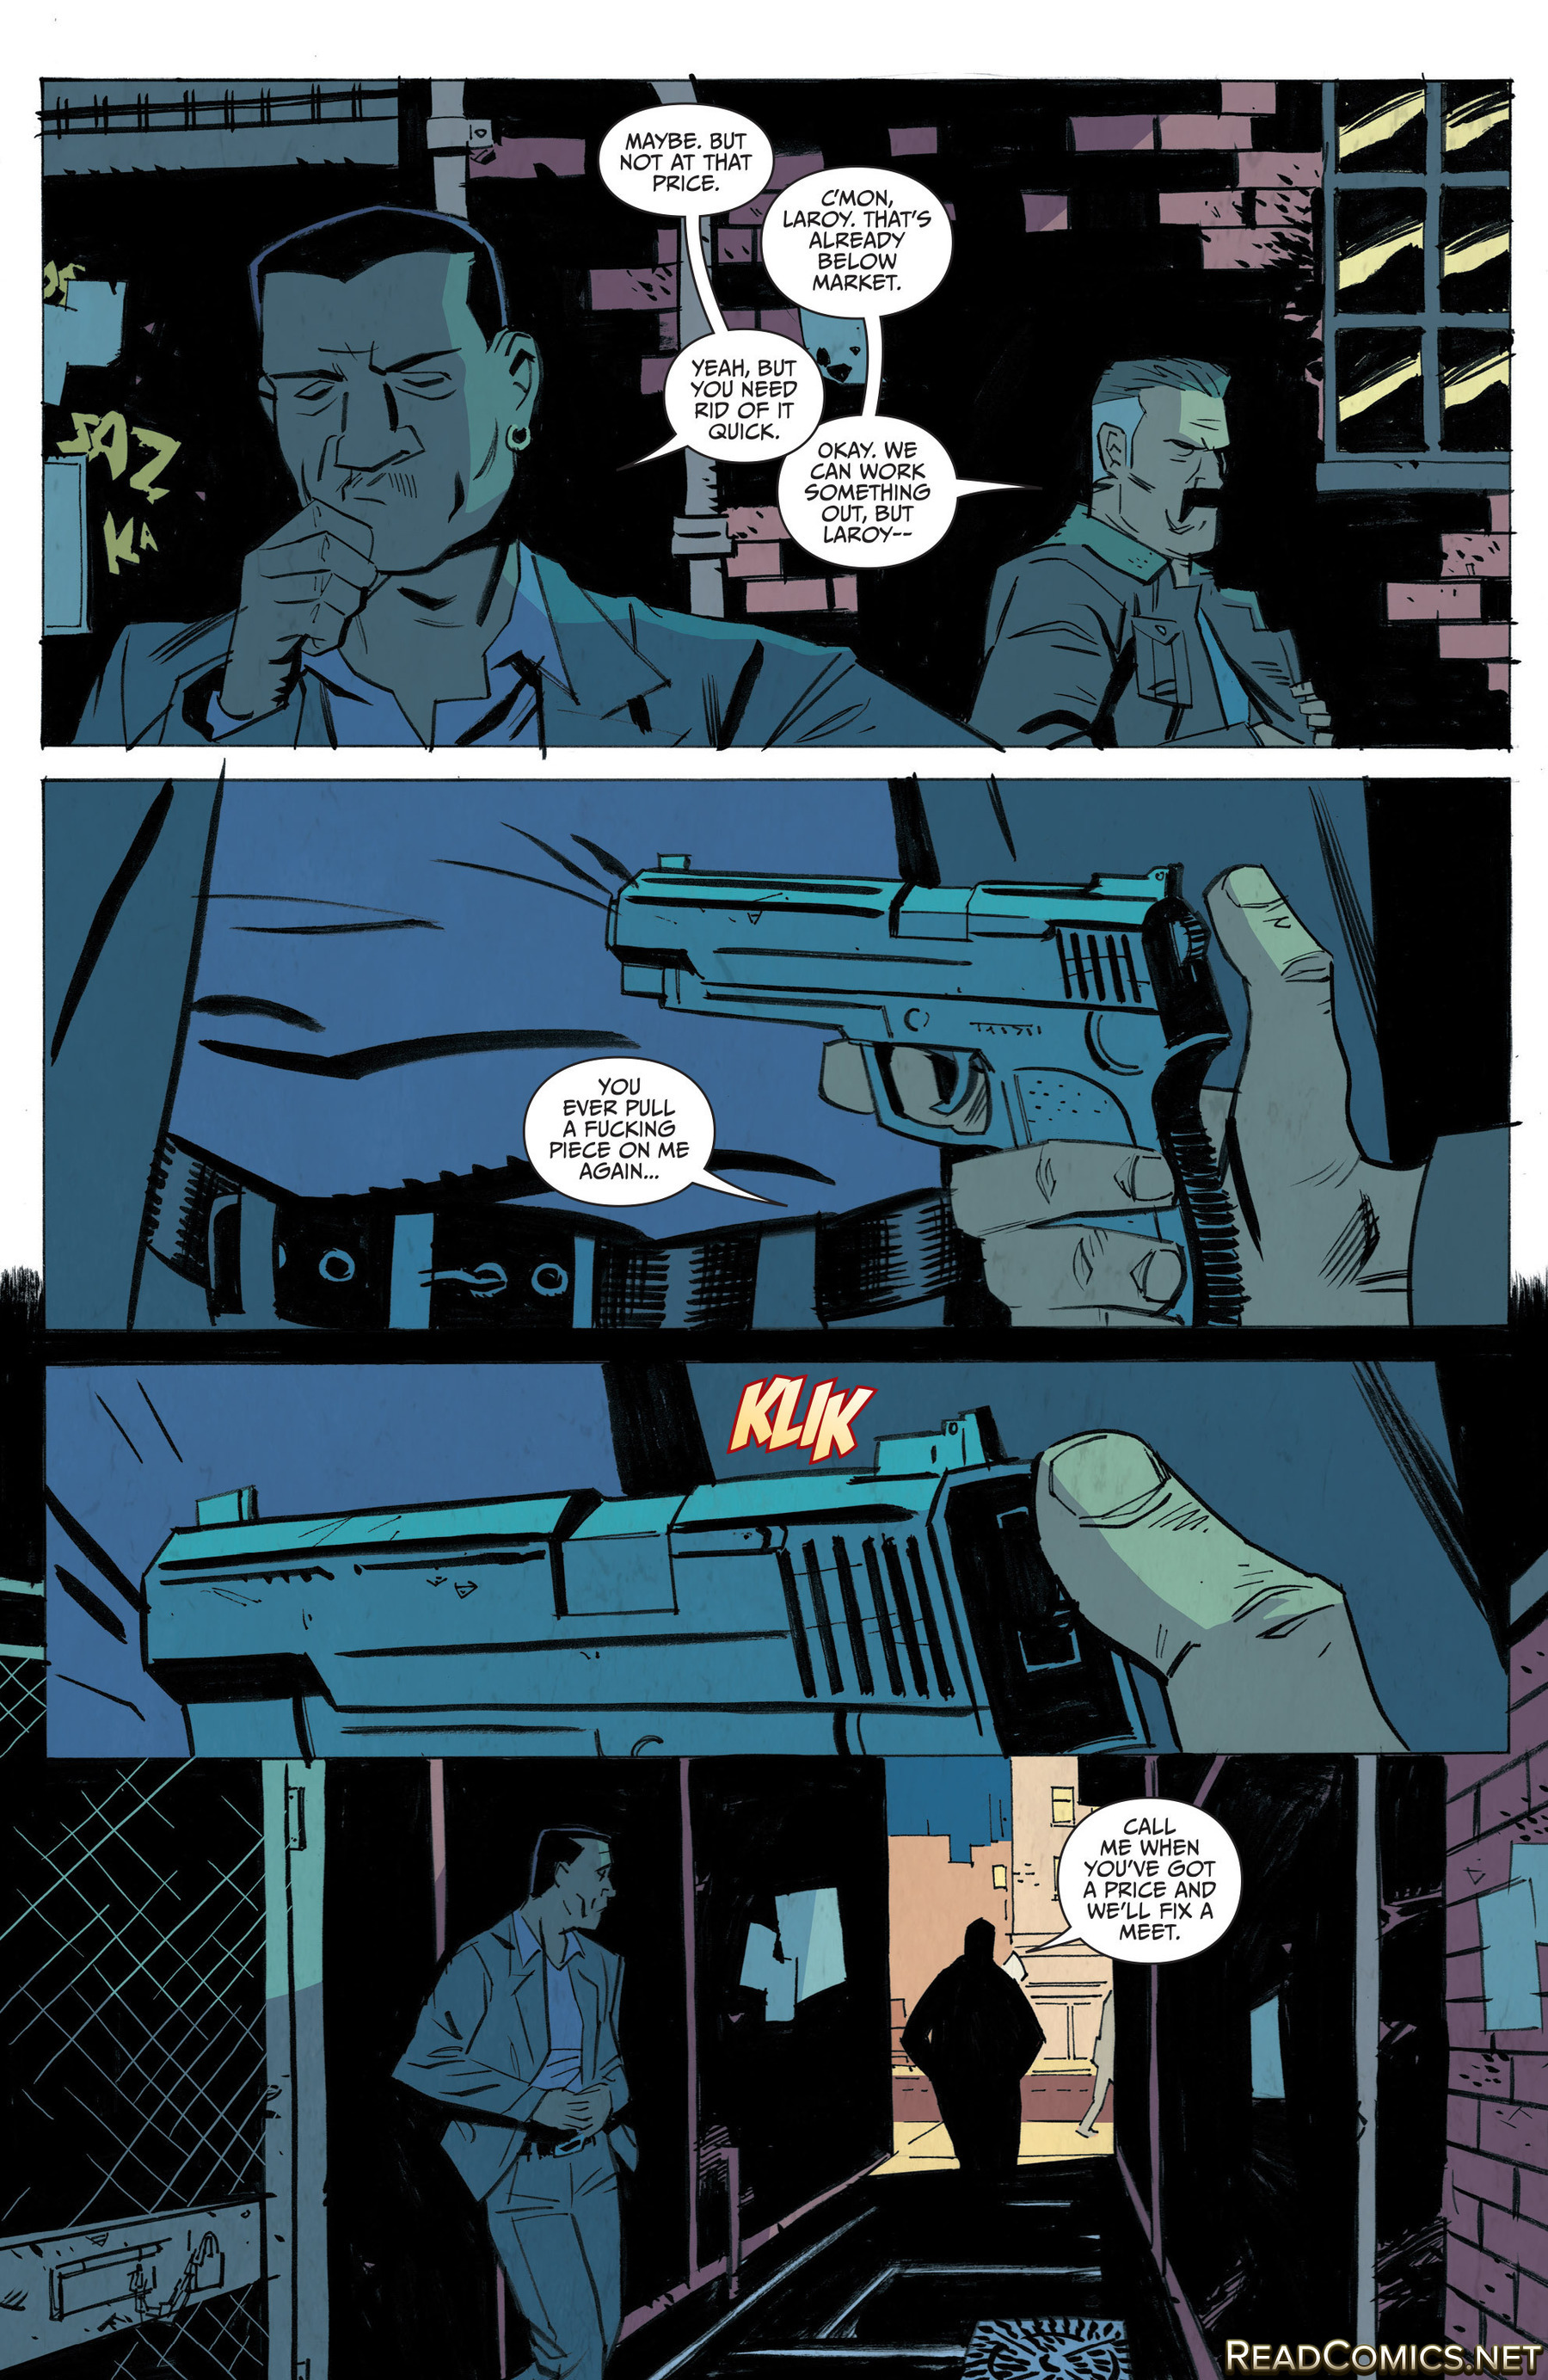 MAYBE. BUT
NOT AT THAT
PRICE.
C'MON,
LAROY. THAT'S
ALREADY
BELOW
MARKET.
YEAH, BUT
YOU NEED
RID OF IT
QUICK.
OKAY. WE
CAN WORK
SOMETHING
OUT, BUT
LAROY--
SAZ
KA
YOU
EVER PULL
A FUCKING
PIECE ON ME
AGAIN...
KLIK
CALL
ME WHEN
YOU'VE GOT
A PRICE AND
WE'LL FIX A
MEET.
READCOMICS.NET